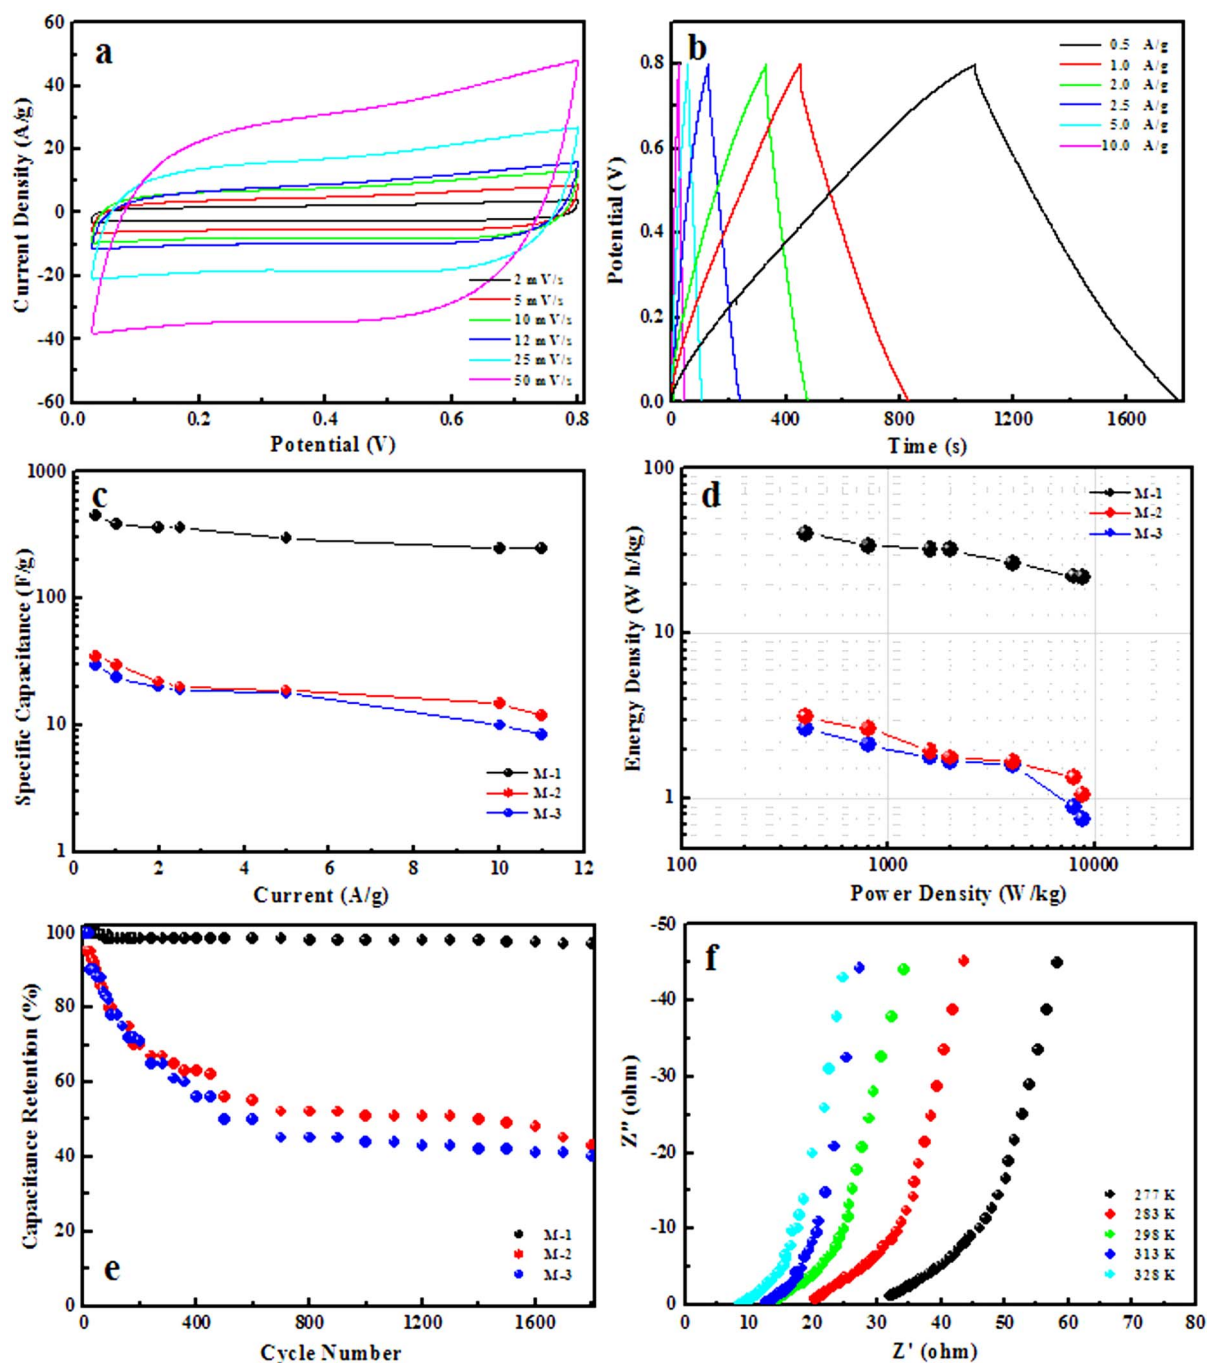 a
Current Density (A/g)
60
40
20
0
-20
-40
-60
2 mV/s
5 mV/s
10 mV/s
12 mV/s
25 mV/s
50 mV/s
0.0 0.2 0.4 0.6 0.8
Potential (V)
b
Potential (V)
0.8
0.6
0.4
0.2
0.0
0.5 A/g
1.0 A/g
2.0 A/g
2.5 A/g
5.0 A/g
10.0 A/g
0 400 800 1200 1600
Time (s)
c
Specific Capacitance (F/g)
1000
100
10
1
M-1
M-2
M-3
0 2 4 6 8 10 12
Current (A/g)
d
Energy Density (W h/kg)
100
10
1
M-1
M-2
M-3
100 1000 10000
Power Density (W/kg)
e
Capacitance Retention (%)
100
80
60
40
20
0
M-1
M-2
M-3
0 400 800 1200 1600
Cycle Number
f
Z'' (ohm)
-50
-40
-30
-20
-10
0
277 K
283 K
298 K
313 K
328 K
0 10 20 30 40 50 60 70 80
Z' (ohm)